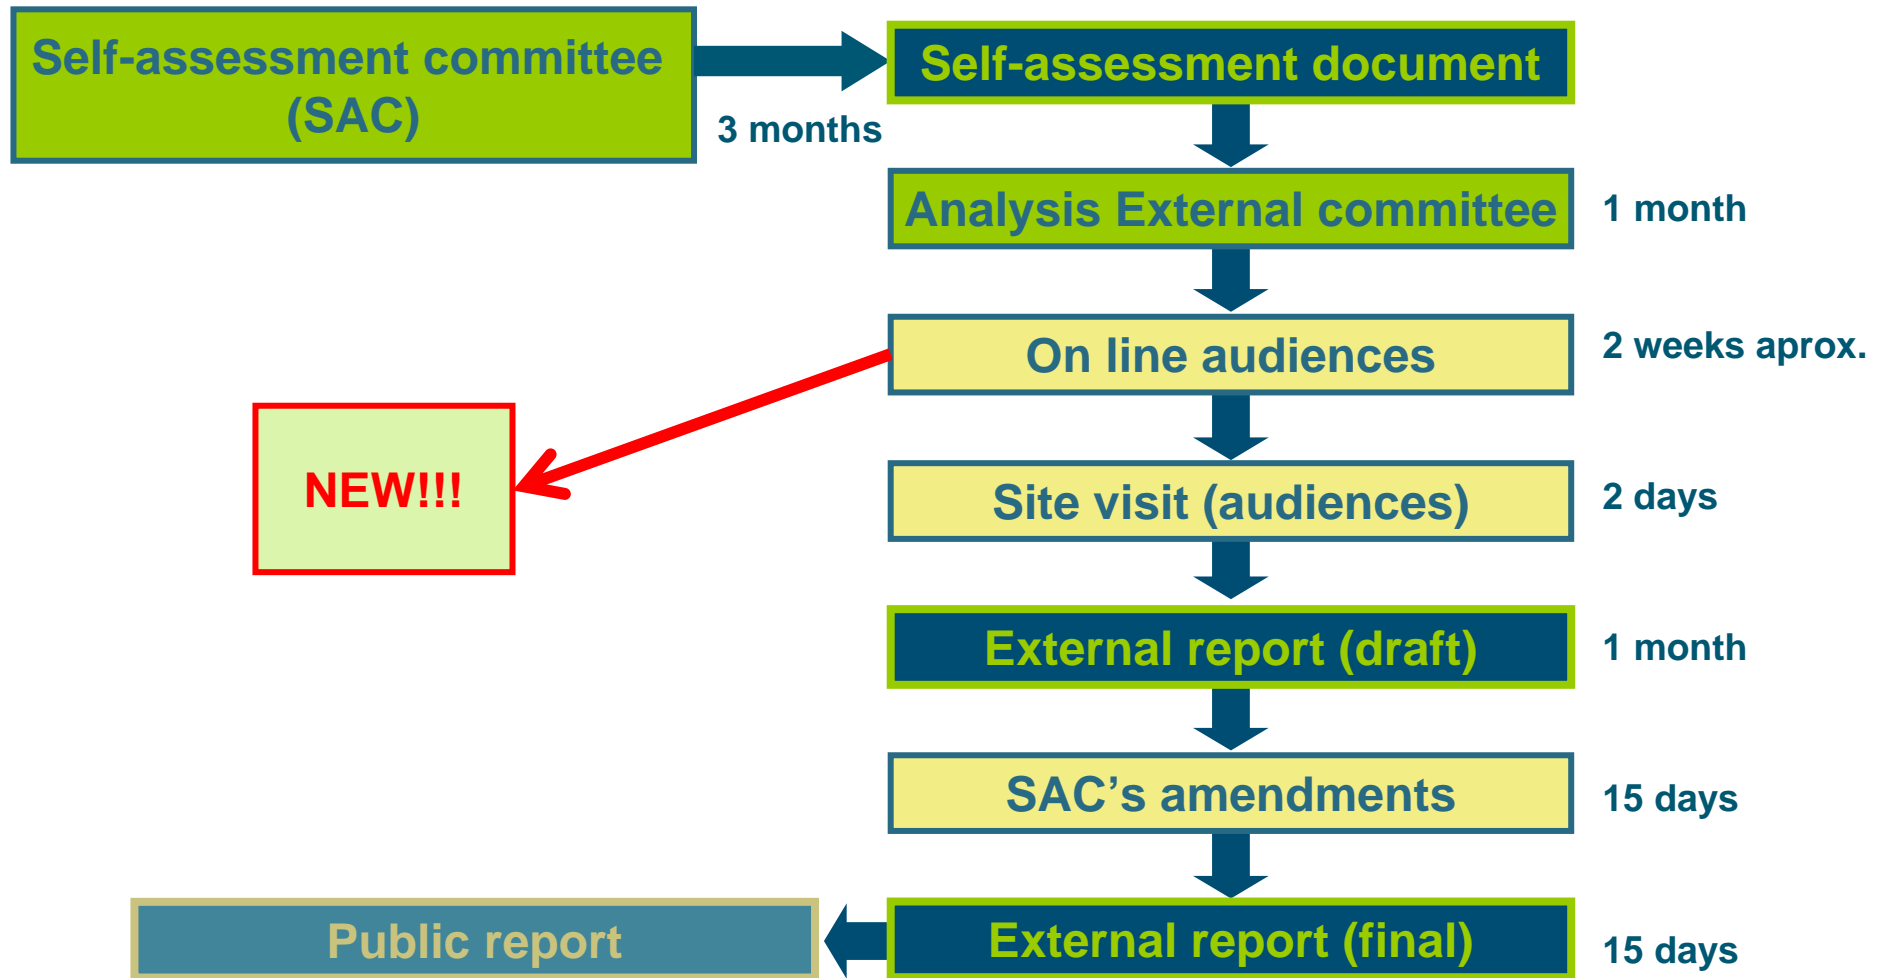 Self-assessment committee
(SAC)
3 months
Self-assessment document
Analysis External committee
1 month
On line audiences
2 weeks aprox.
NEW!!!
Site visit (audiences)
2 days
External report (draft)
1 month
SAC’s amendments
15 days
External report (final)
15 days
Public report